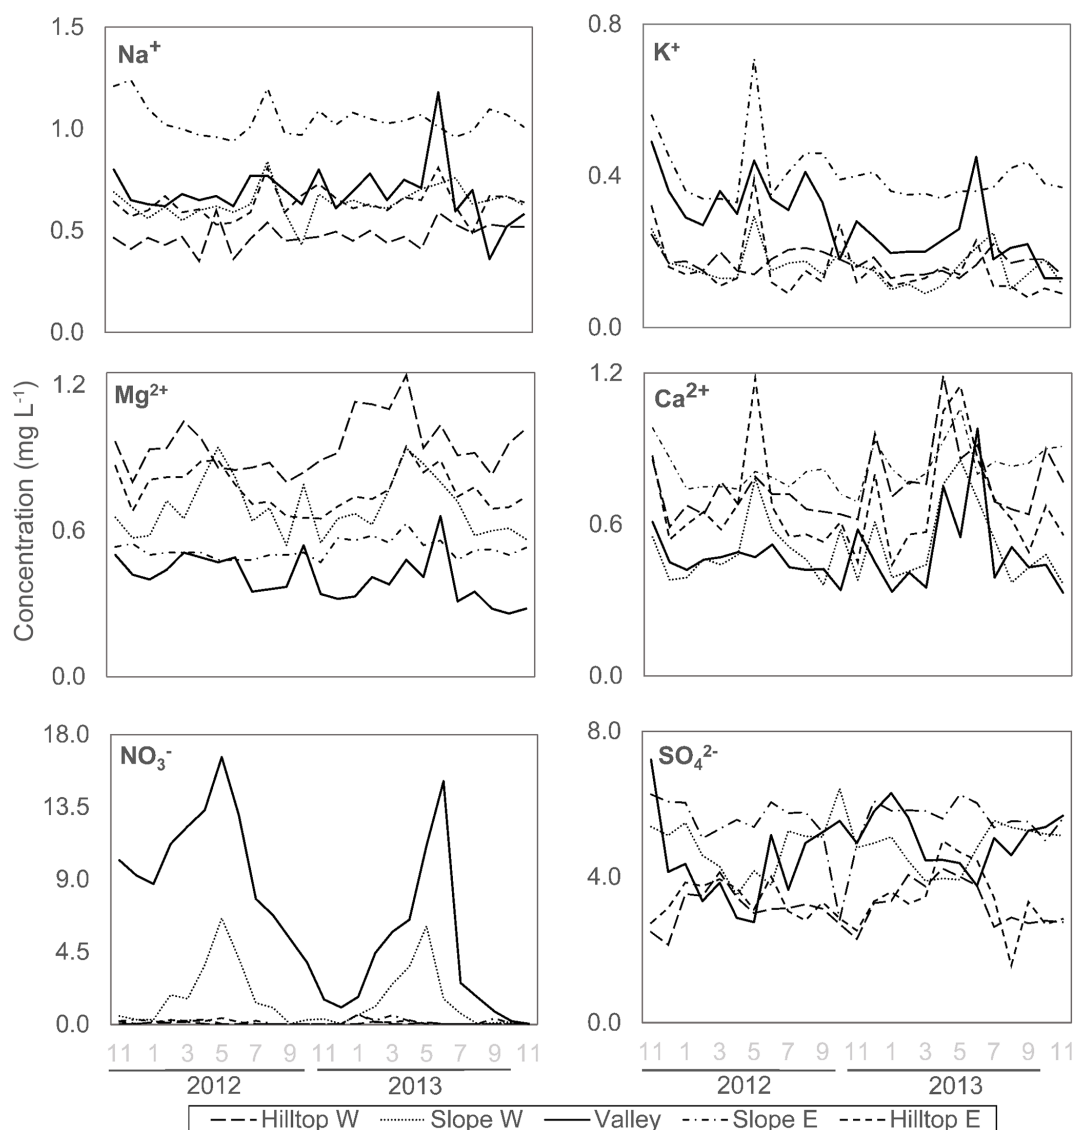 Concentration (mg L⁻¹)
Na⁺
1.5
1.0
0.5
0.0
K⁺
0.8
0.4
0.0
Mg²⁺
1.2
0.6
0.0
Ca²⁺
1.2
0.6
0.0
NO₃⁻
18.0
13.5
9.0
4.5
0.0
SO₄²⁻
8.0
4.0
0.0
11 1 3 5 7 9 11 1 3 5 7 9 11
2012 2013
11 1 3 5 7 9 11 1 3 5 7 9 11
2012 2013
Hilltop W Slope W Valley Slope E Hilltop E